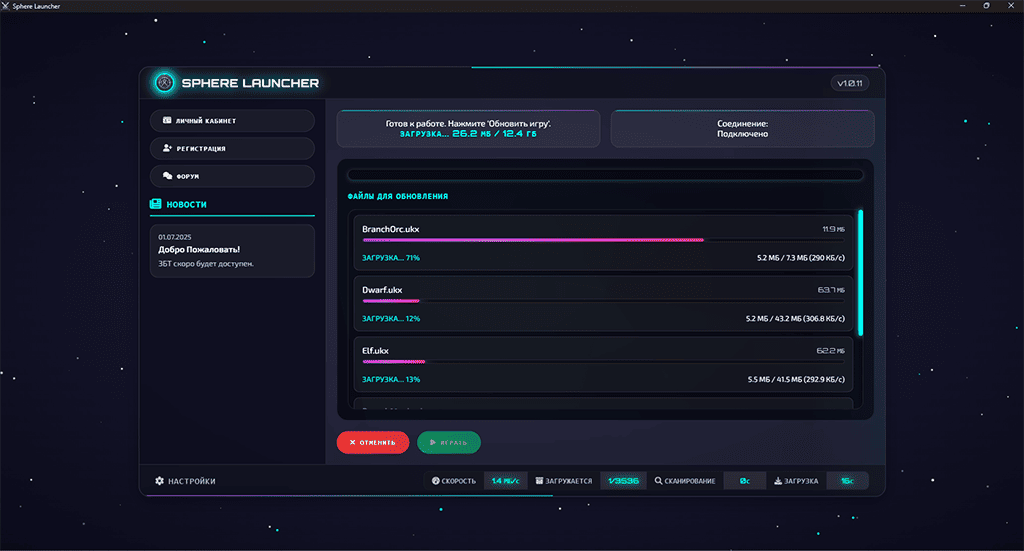 Sphere Launcher
SPHERE LAUNCHER
v1.0.11
ЛИЧНЫЙ КАБИНЕТ
РЕГИСТРАЦИЯ
ФОРУМ
НОВОСТИ
01.07.2025
Добро Пожаловать!
ЗБТ скоро будет доступен.
Готов к работе. Нажмите 'Обновить игру'.
ЗАГРУЗКА... 26.2 МБ / 12.4 ГБ
Соединение:
Подключено
ФАЙЛЫ ДЛЯ ОБНОВЛЕНИЯ
BranchOrc.ukx 11.9 МБ
ЗАГРУЗКА... 71% 5.2 МБ / 7.3 МБ (290 КБ/с)
Dwarf.ukx 63.7 МБ
ЗАГРУЗКА... 12% 5.2 МБ / 43.2 МБ (306.8 КБ/с)
Elf.ukx 62.2 МБ
ЗАГРУЗКА... 13% 5.5 МБ / 41.5 МБ (292.9 КБ/с)
ОТМЕНИТЬ
ИГРАТЬ
НАСТРОЙКИ
СКОРОСТЬ 1.4 МБ/с
ЗАГРУЖАЕТСЯ 1/3536
СКАНИРОВАНИЕ 0с
ЗАГРУЗКА 16с